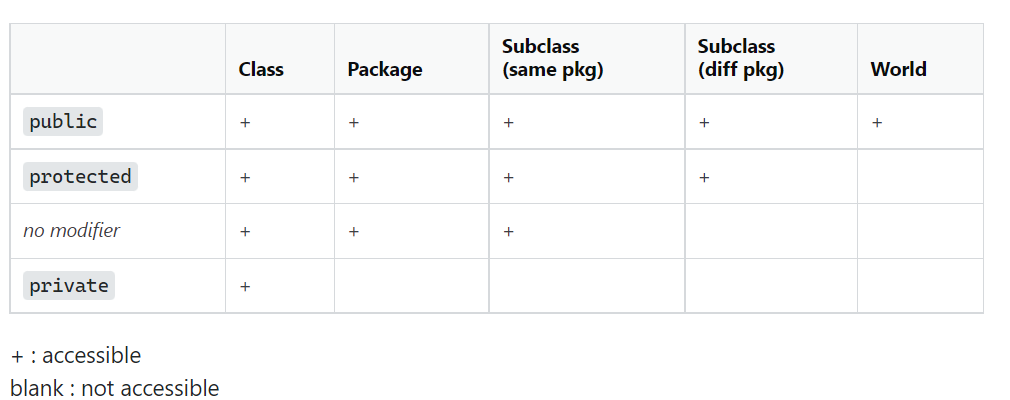 Class Package Subclass (same pkg) Subclass (diff pkg) World
public + + + + +
protected + + + +
no modifier + + +
private +
+ : accessible
blank : not accessible